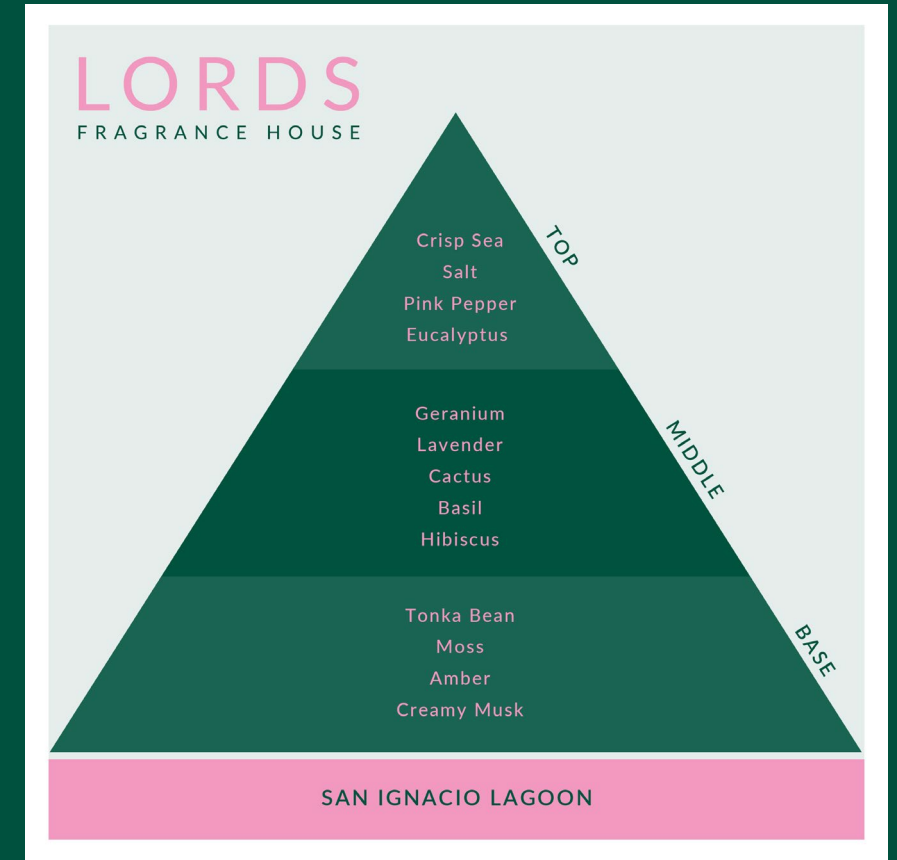 LORDS
FRAGRANCE HOUSE
TOP
Crisp Sea
Salt
Pink Pepper
Eucalyptus
MIDDLE
Geranium
Lavender
Cactus
Basil
Hibiscus
BASE
Tonka Bean
Moss
Amber
Creamy Musk
SAN IGNACIO LAGOON